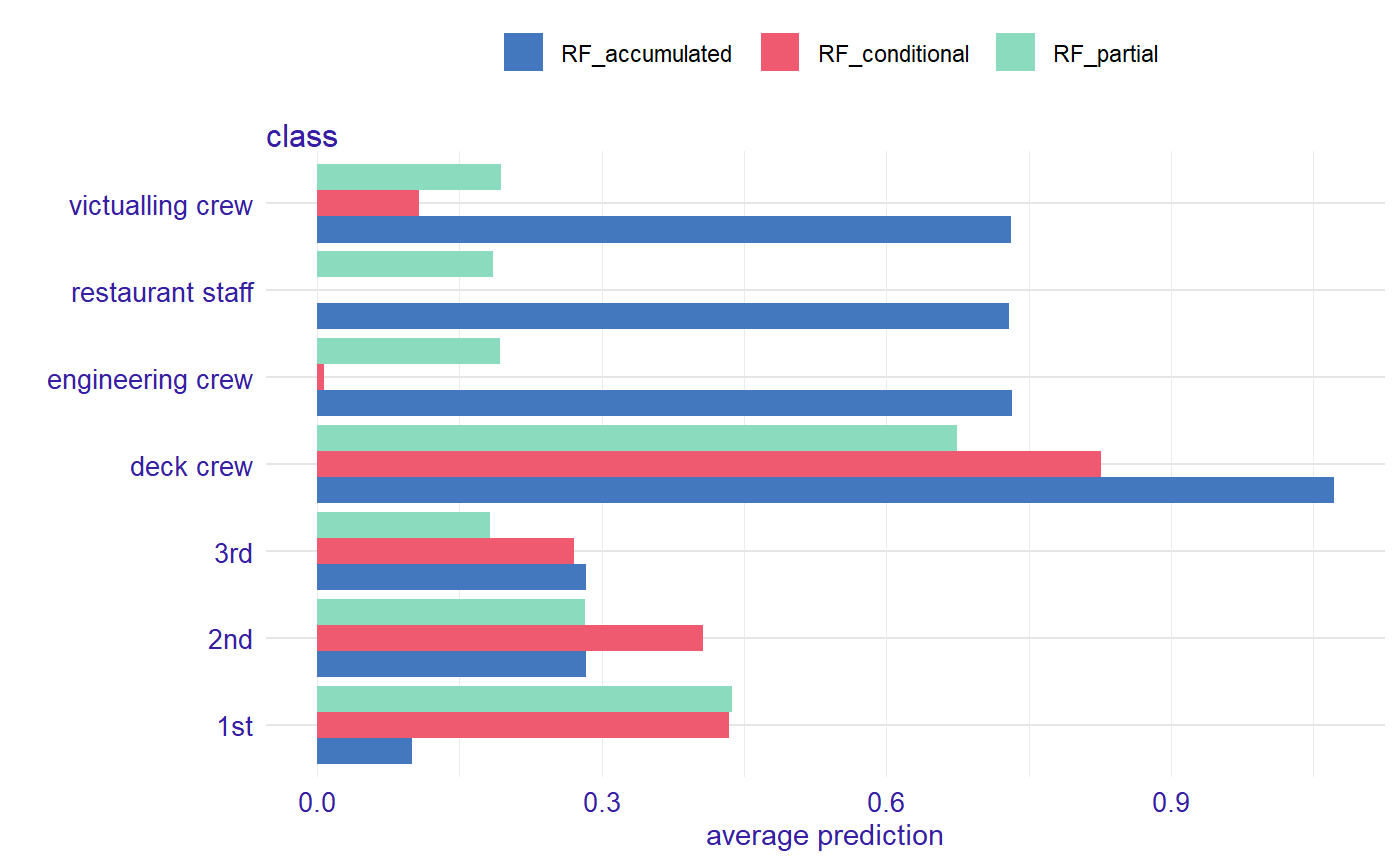 RF_accumulated RF_conditional RF_partial
class
victualling crew
restaurant staff
engineering crew
deck crew
3rd
2nd
1st
0.0 0.3 0.6 0.9
average prediction